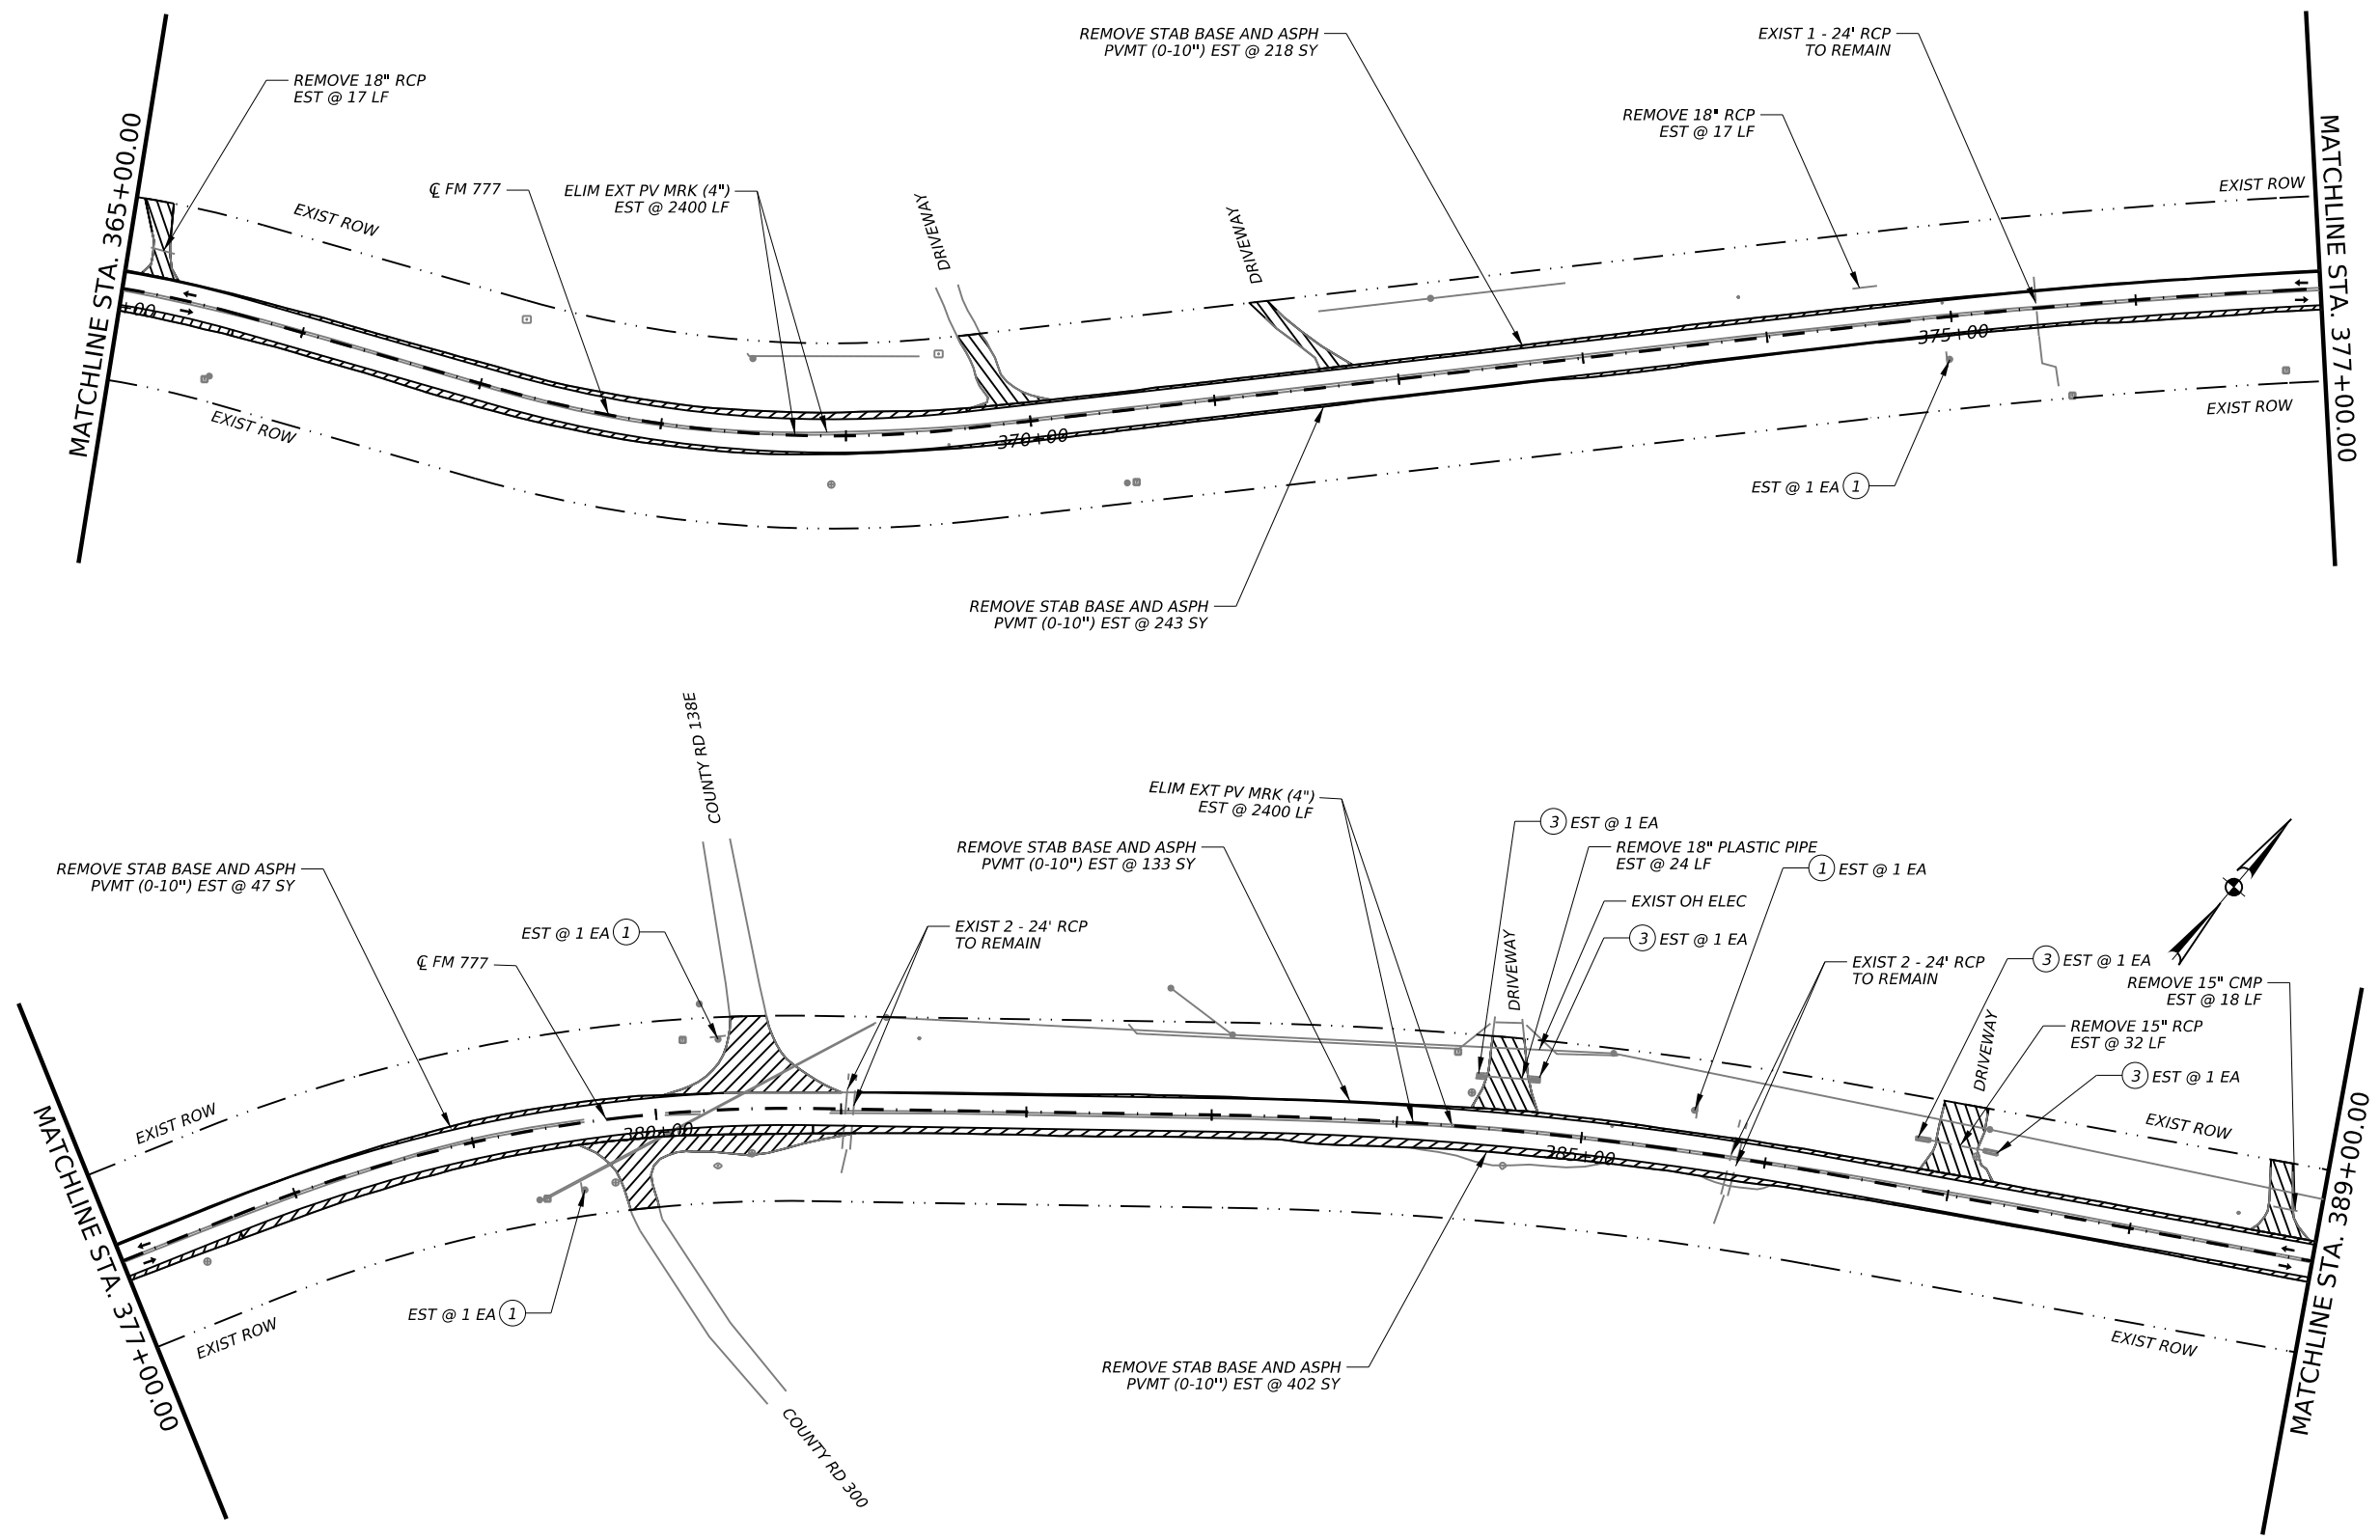 REMOVE STAB BASE AND ASPH
PVMT (0-10") EST @ 218 SY
EXIST 1 - 24' RCP
TO REMAIN
REMOVE 18" RCP
EST @ 17 LF
REMOVE 18" RCP
EST @ 17 LF
MATCHLINE STA. 365+00.00
MATCHLINE STA. 377+00.00
℄ FM 777
ELIM EXT PV MRK (4")
EST @ 2400 LF
EXIST ROW
EXIST ROW
DRIVEWAY
DRIVEWAY
+00
375+00
370+00
EXIST ROW
EXIST ROW
EST @ 1 EA 1
REMOVE STAB BASE AND ASPH
PVMT (0-10") EST @ 243 SY
COUNTY RD 138E
ELIM EXT PV MRK (4")
EST @ 2400 LF
3 EST @ 1 EA
REMOVE STAB BASE AND ASPH
PVMT (0-10") EST @ 133 SY
REMOVE 18" PLASTIC PIPE
EST @ 24 LF
REMOVE STAB BASE AND ASPH
PVMT (0-10") EST @ 47 SY
1 EST @ 1 EA
EXIST OH ELEC
EST @ 1 EA 1
EXIST 2 - 24' RCP
TO REMAIN
3 EST @ 1 EA
℄ FM 777
DRIVEWAY
EXIST 2 - 24' RCP
TO REMAIN
3 EST @ 1 EA
REMOVE 15" CMP
EST @ 18 LF
REMOVE 15" RCP
EST @ 32 LF
DRIVEWAY
3 EST @ 1 EA
EXIST ROW
EXIST ROW
380+00
385+00
MATCHLINE STA. 377+00.00
MATCHLINE STA. 389+00.00
EST @ 1 EA 1
EXIST ROW
EXIST ROW
REMOVE STAB BASE AND ASPH
PVMT (0-10") EST @ 402 SY
COUNTY RD 300